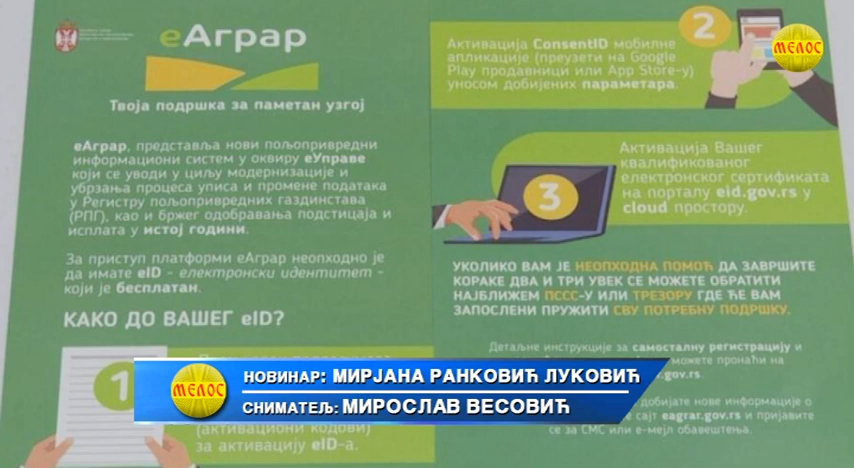 еАграр
Твоја подршка за паметан узгој
еАграр, представља нови пољопривредни
информациони систем у оквиру еУправе
који се уводи у циљу модернизације и
убрзања процеса уписа и промене података
у Регистру пољопривредних газдинстава
(РПГ), као и бржег одобравања подстицаја и
исплата у истој години.
За приступ платформи еАграр неопходно је
да имате eID - електронски идентитет -
који је бесплатан.
КАКО ДО ВАШЕГ eID?
1
(активациони кодови)
за активацију eID-а.
2
Активација ConsentID мобилне
апликације (преузети на Google
Play продавници или App Store-у)
уносом добијених параметара.
3
Активација Вашег
квалификованог
електронског сертификата
на порталу eid.gov.rs у
cloud простору.
УКОЛИКО ВАМ ЈЕ НЕОПХОДНА ПОМОЋ ДА ЗАВРШИТЕ
КОРАКЕ ДВА И ТРИ УВЕК СЕ МОЖЕТЕ ОБРАТИТИ
НАЈБЛИЖЕМ ПССС-У ИЛИ ТРЕЗОРУ ГДЕ ЋЕ ВАМ
ЗАПОСЛЕНИ ПРУЖИТИ СВУ ПОТРЕБНУ ПОДРШКУ.
Детаљне инструкције за самосталну регистрацију и
можете пронаћи на
.gov.rs.
добијате нове информације о
сајт eagrar.gov.rs и пријавите
се за СМС или е-мејл обавештења.
МЕЛОС
МЕЛОС
НОВИНАР: МИРЈАНА РАНКОВИЋ ЛУКОВИЋ
СНИМАТЕЉ: МИРОСЛАВ ВЕСОВИЋ